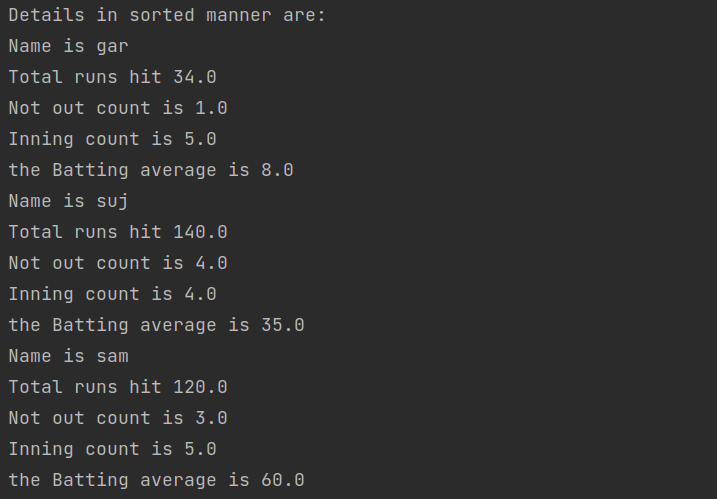 Details in sorted manner are:
Name is gar
Total runs hit 34.0
Not out count is 1.0
Inning count is 5.0
the Batting average is 8.0
Name is suj
Total runs hit 140.0
Not out count is 4.0
Inning count is 4.0
the Batting average is 35.0
Name is sam
Total runs hit 120.0
Not out count is 3.0
Inning count is 5.0
the Batting average is 60.0